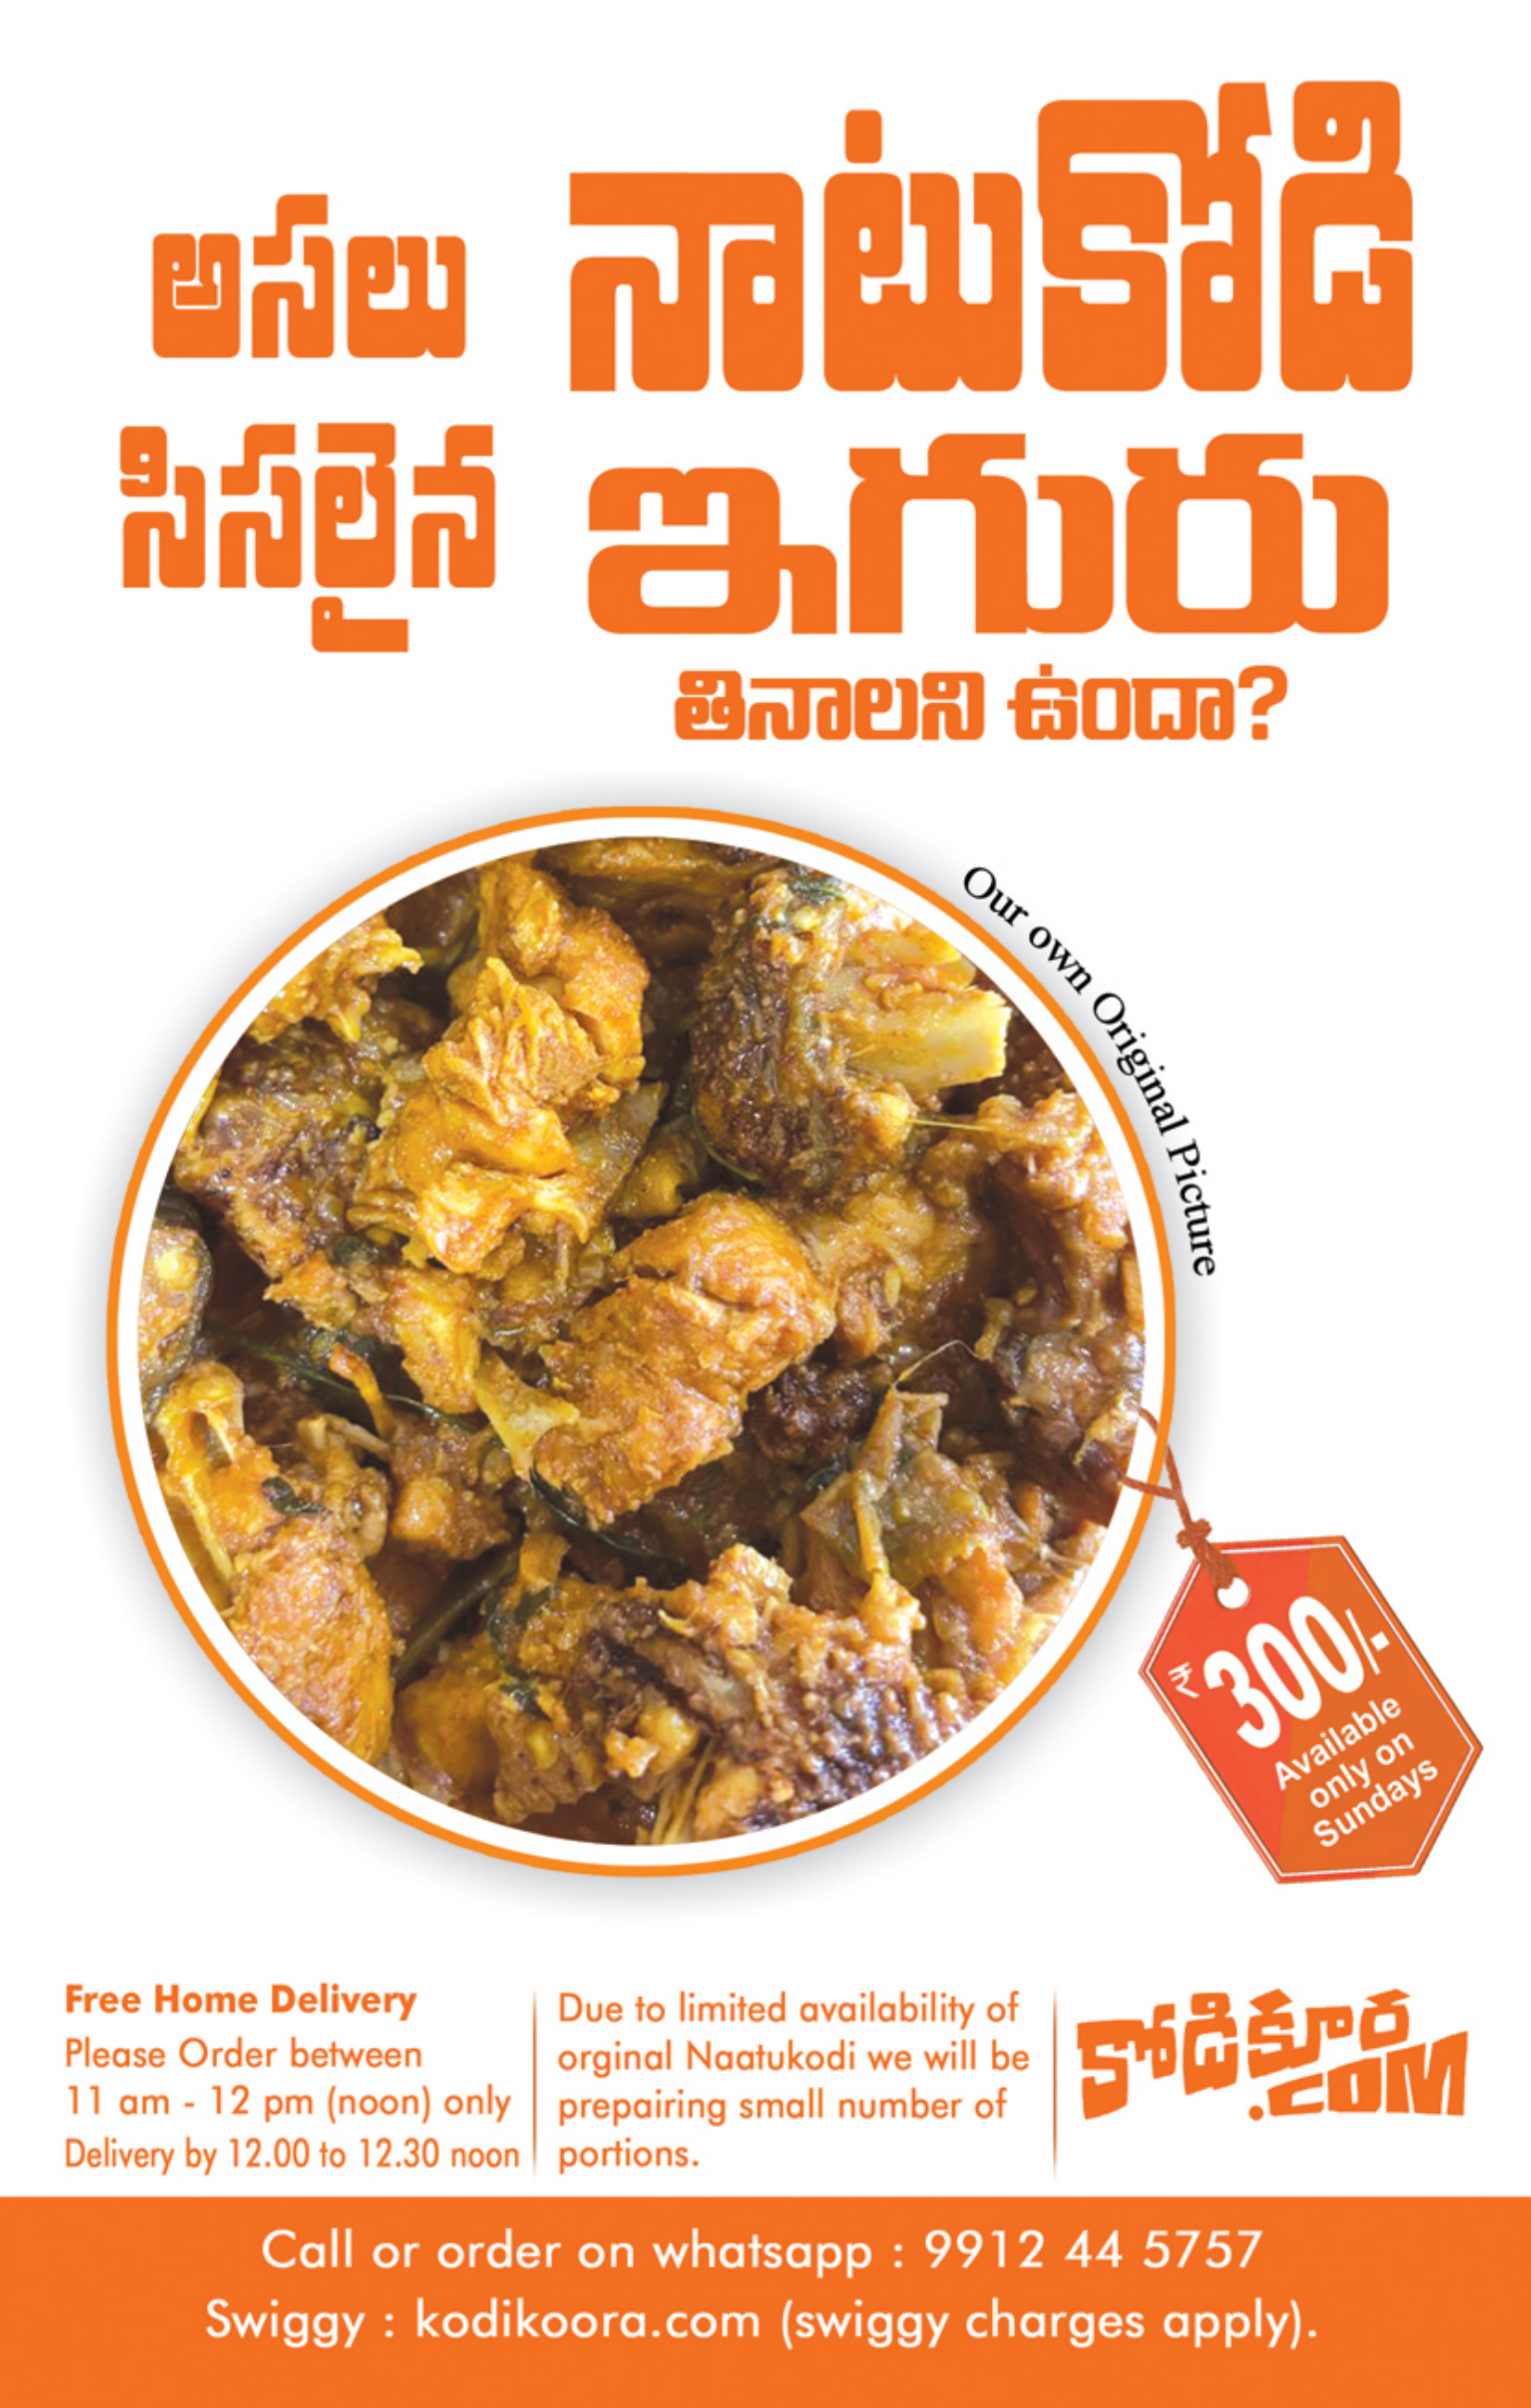 అసలు నాటుకోడి
సిసలైన ఇగురు
తినాలని ఉందా?
Our own Original Picture
₹300/-
Available
only on
Sundays
Free Home Delivery
Please Order between
11 am - 12 pm (noon) only
Delivery by 12.00 to 12.30 noon
Due to limited availability of
orginal Naatukodi we will be
prepairing small number of
portions.
కోడికూర
.COM
Call or order on whatsapp : 9912 44 5757
Swiggy : kodikoora.com (swiggy charges apply).